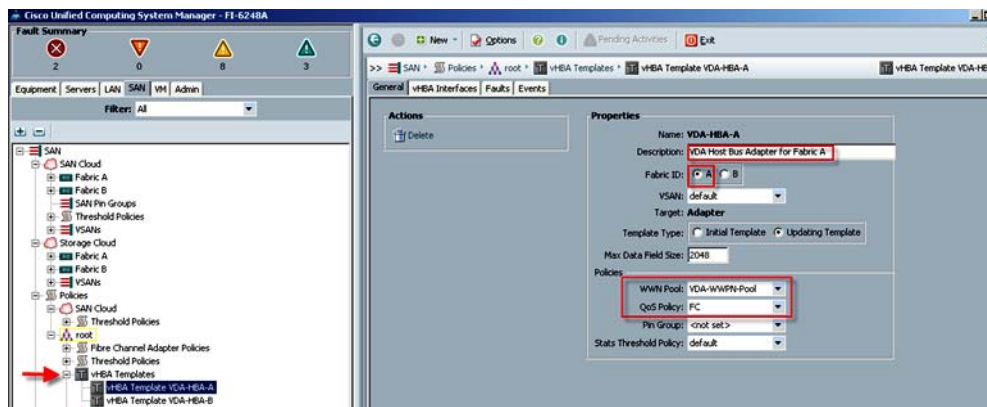 Cisco Unified Computing System Manager - FI-6248A
Fault Summary
2 0 8 3
Equipment Servers LAN SAN VM Admin
Filter: All
SAN
SAN Cloud
Fabric A
Fabric B
SAN Pin Groups
Threshold Policies
VSANs
Storage Cloud
Fabric A
Fabric B
VSANs
Policies
SAN Cloud
Threshold Policies
root
Fibre Channel Adapter Policies
Threshold Policies
vHBA Templates
vHBA Template VDA-HBA-A
vHBA Template VDA-HBA-B
New Options Pending Activities Exit
>> SAN Policies root vHBA Templates vHBA Template VDA-HBA-A vHBA Template VDA-HB
General vHBA Interfaces Faults Events
Actions
Delete
Properties
Name: VDA-HBA-A
Description: VDA Host Bus Adapter for Fabric A
Fabric ID: A B
VSAN: default
Target: Adapter
Template Type: Initial Template Updating Template
Max Data Field Size: 2048
Policies
WWN Pool: VDA-WWPN-Pool
QoS Policy: FC
Pin Group: <not set>
Stats Threshold Policy: default